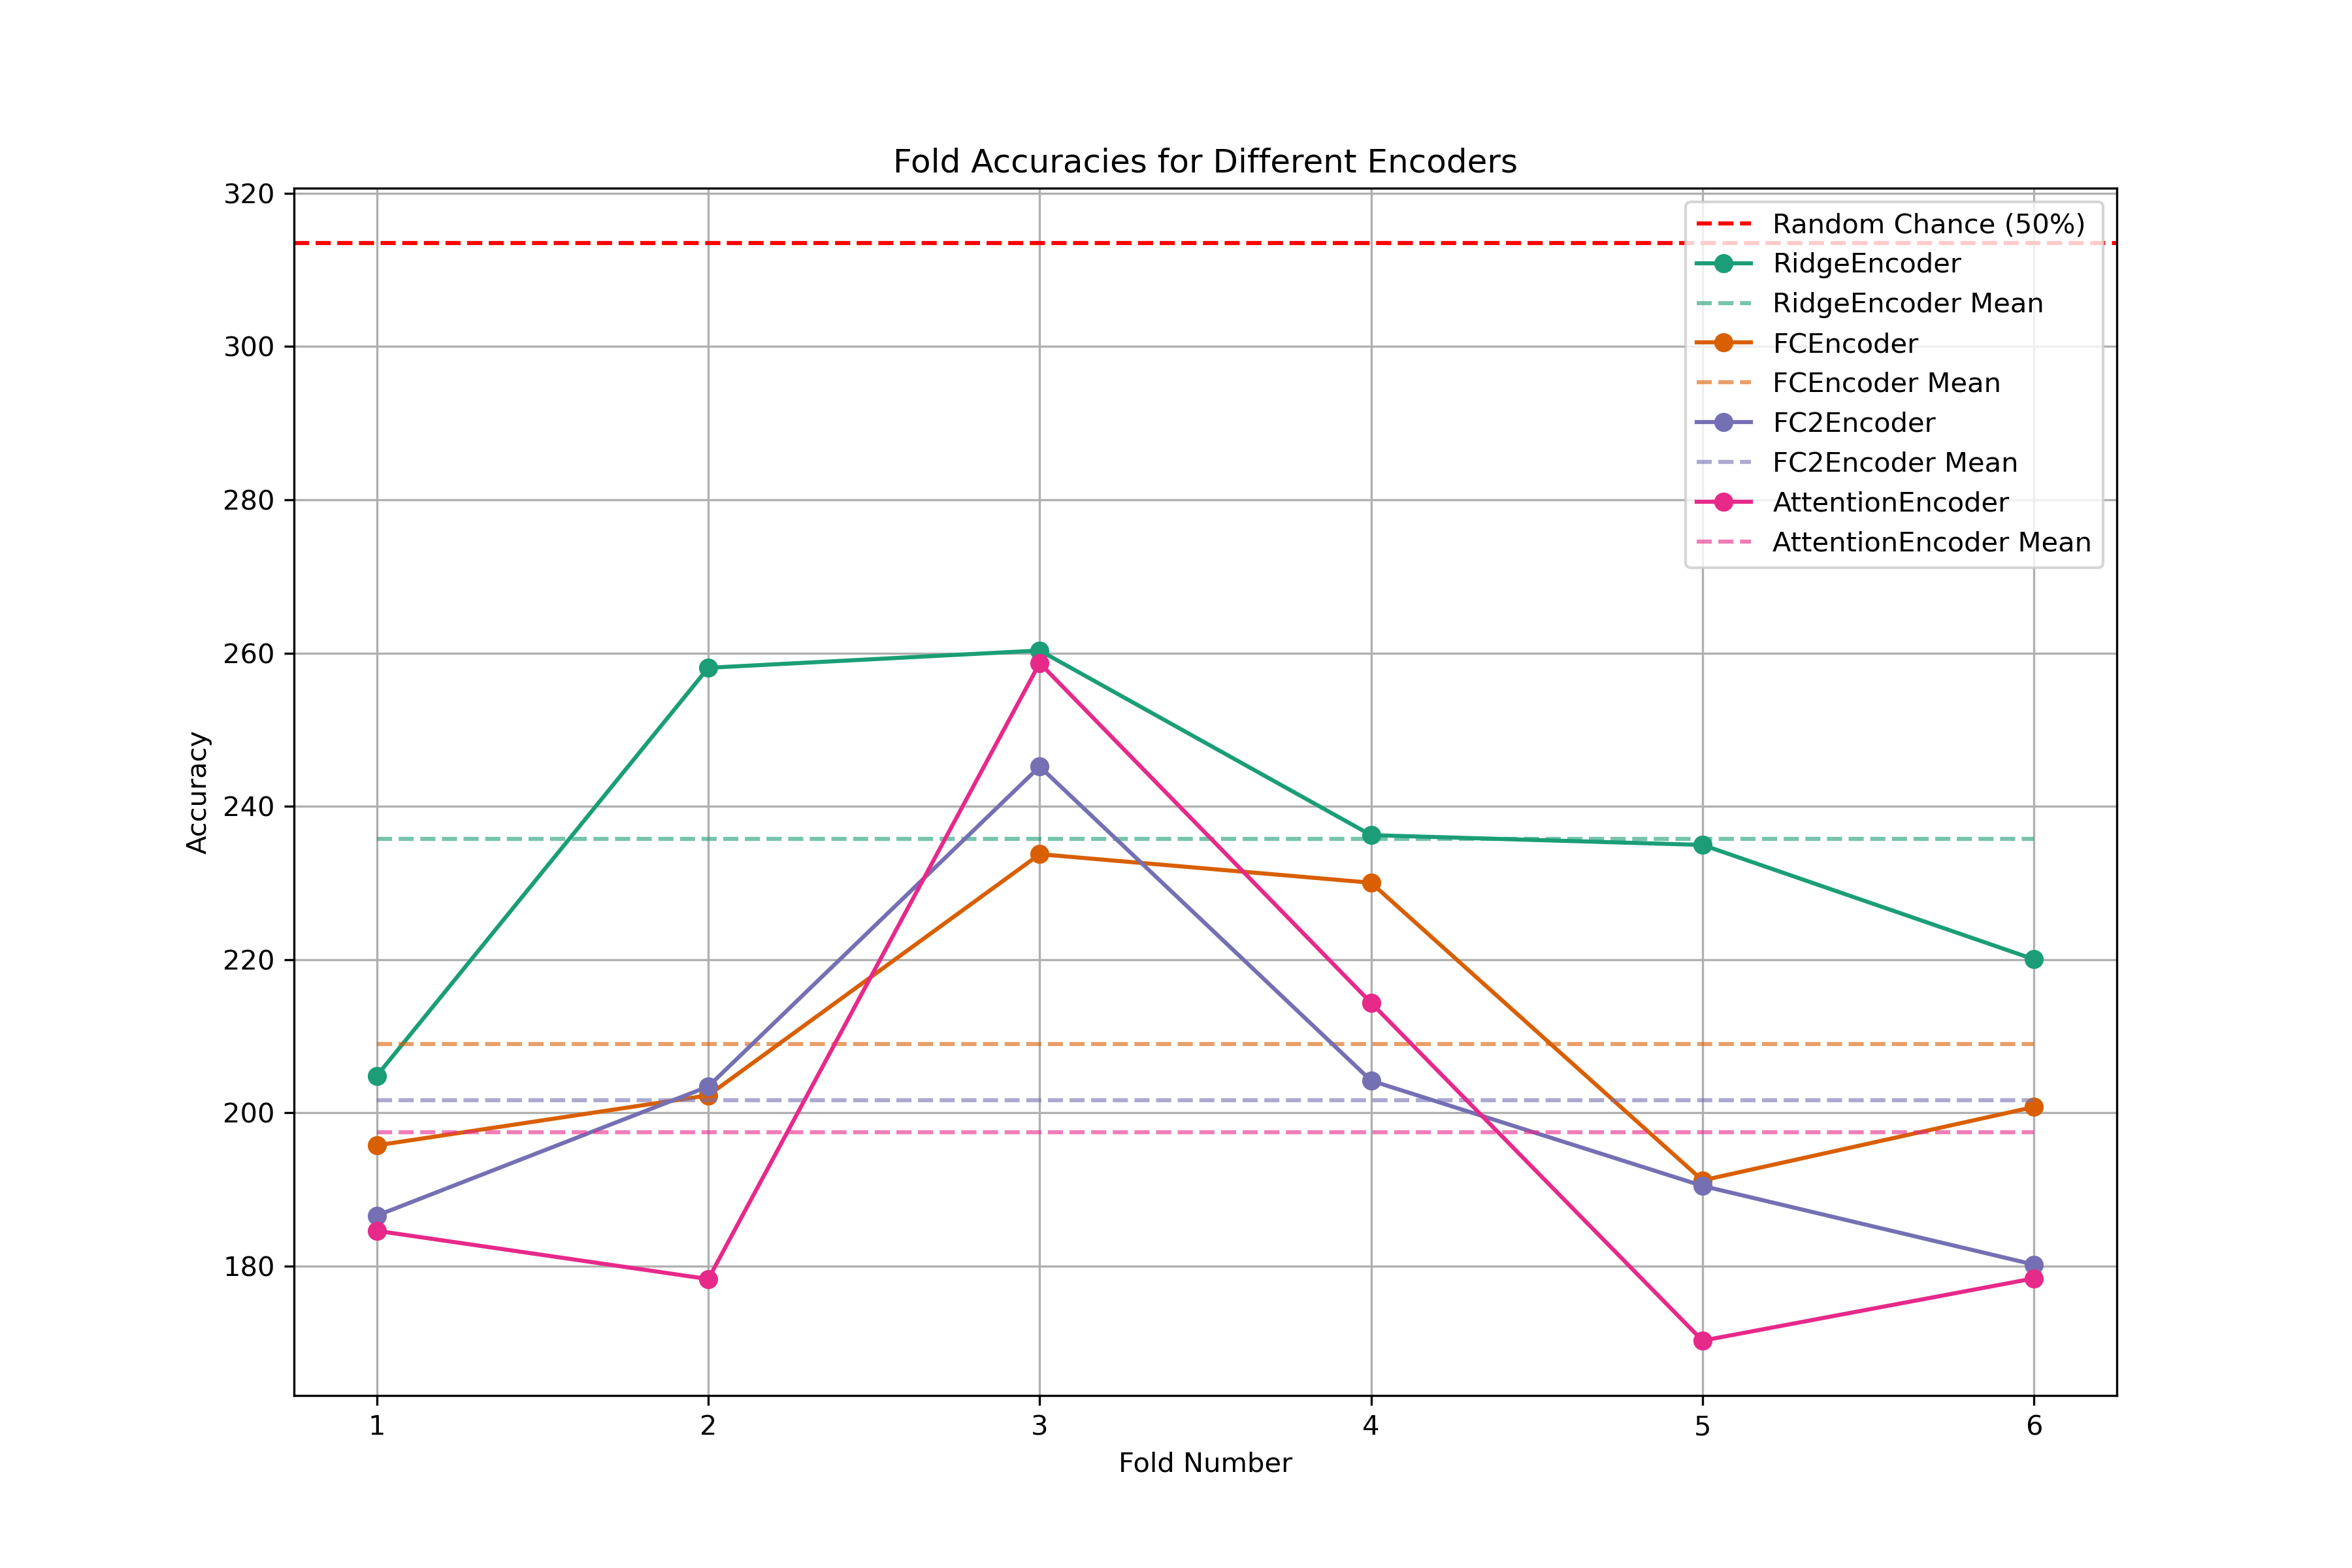 Fold Accuracies for Different Encoders
320
300
280
260
240
220
200
180
Accuracy
Random Chance (50%)
RidgeEncoder
RidgeEncoder Mean
FCEncoder
FCEncoder Mean
FC2Encoder
FC2Encoder Mean
AttentionEncoder
AttentionEncoder Mean
1 2 3 4 5 6
Fold Number